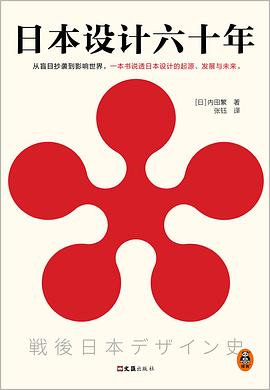 日本设计六十年
从盲目抄袭到影响世界，一本书说透日本设计的起源、发展与未来。
[日]内田繁 著
张钰 译
戦後日本デザイン史
文匯出版社